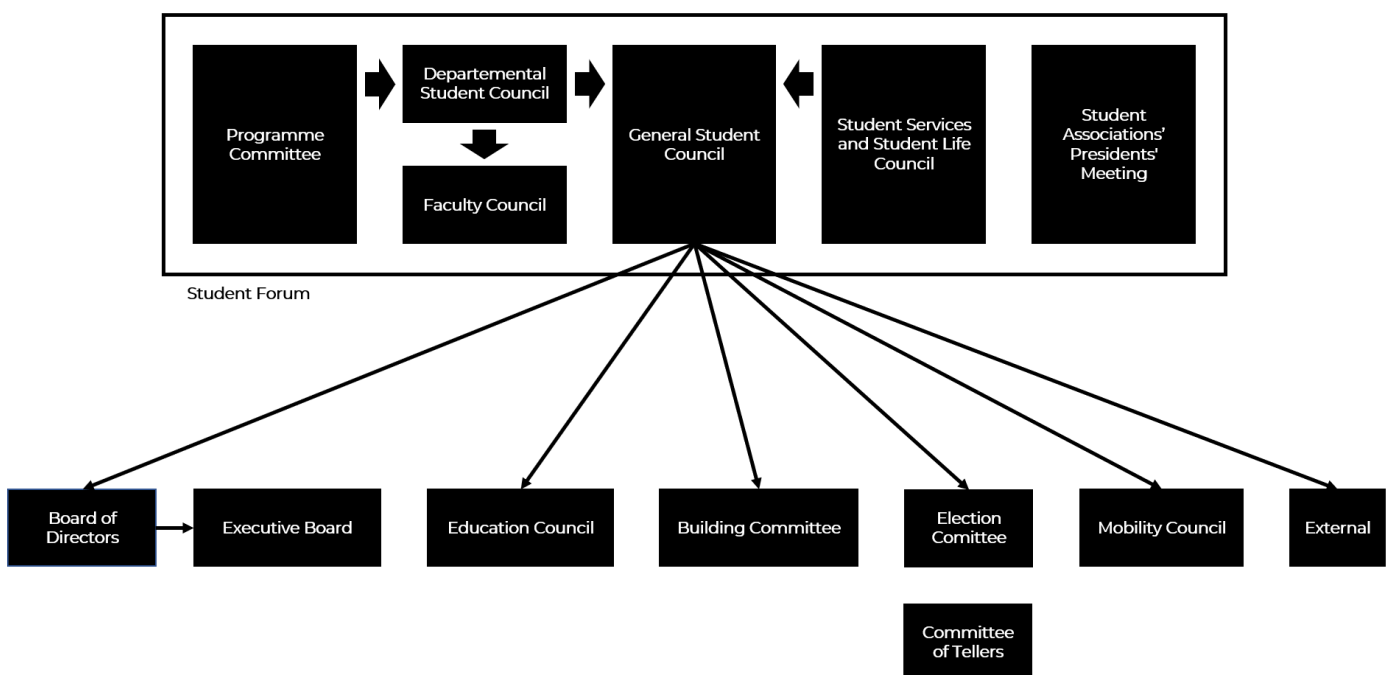 Programme
Committee
Departemental
Student Council
Faculty Council
General Student
Council
Student Services
and Student Life
Council
Student
Associations’
Presidents'
Meeting
Student Forum
Board of
Directors
Executive Board
Education Council
Building Committee
Election
Comittee
Mobility Council
External
Committee
of Tellers